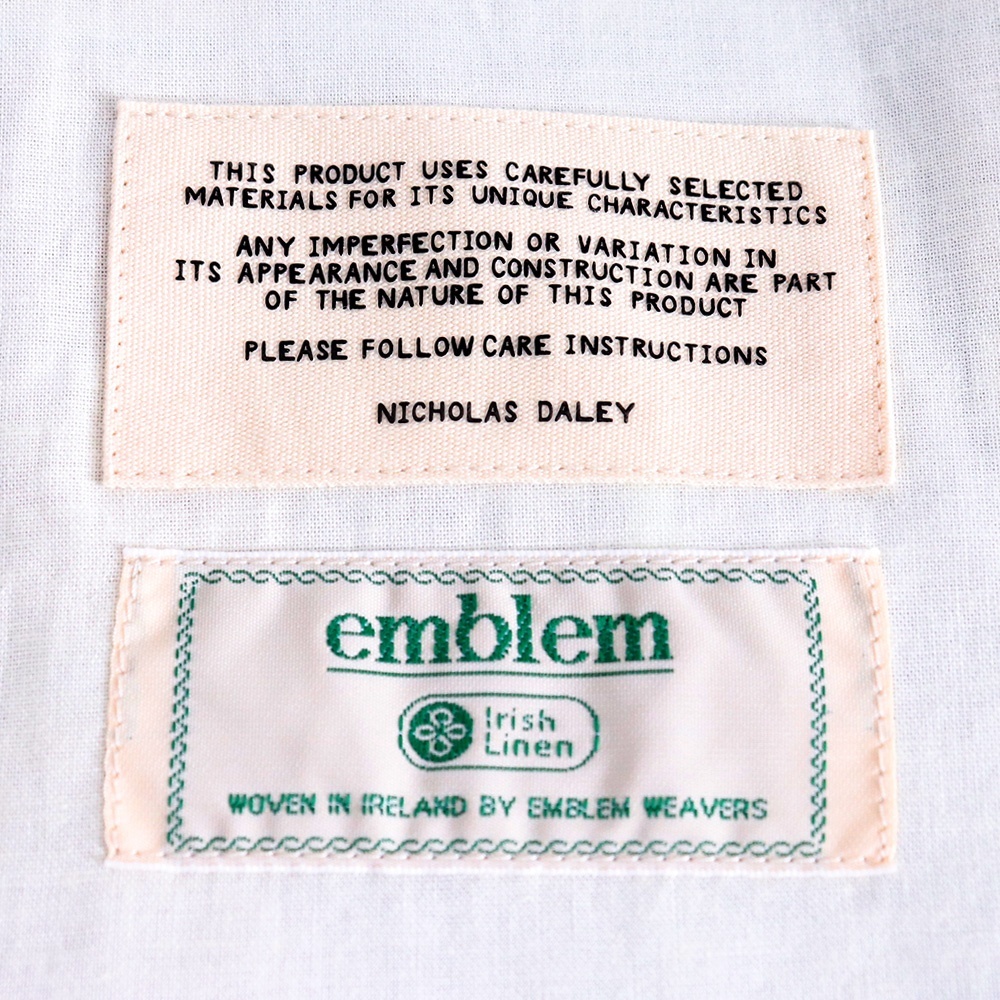 THIS PRODUCT USES CAREFULLY SELECTED
MATERIALS FOR ITS UNIQUE CHARACTERISTICS
ANY IMPERFECTION OR VARIATION IN
ITS APPEARANCE AND CONSTRUCTION ARE PART
OF THE NATURE OF THIS PRODUCT
PLEASE FOLLOW CARE INSTRUCTIONS
NICHOLAS DALEY
emblem
Irish
Linen
WOVEN IN IRELAND BY EMBLEM WEAVERS